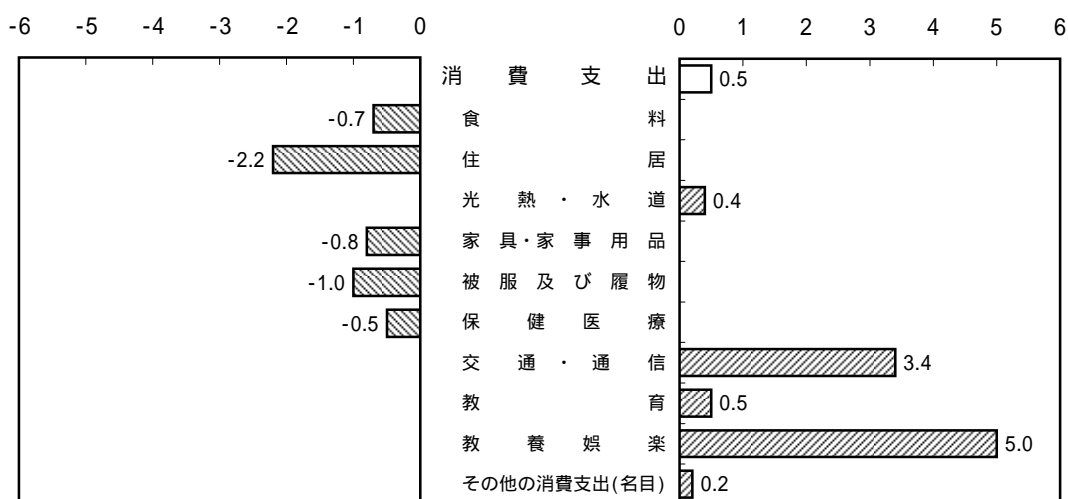 -6 -5 -4 -3 -2 -1 0 0 1 2 3 4 5 6
消費支出 0.5
-0.7 食料
-2.2 住居
光熱・水道 0.4
-0.8 家具・家事用品
-1.0 被服及び履物
-0.5 保健医療
交通・通信 3.4
教育 0.5
教養娯楽 5.0
その他の消費支出(名目) 0.2